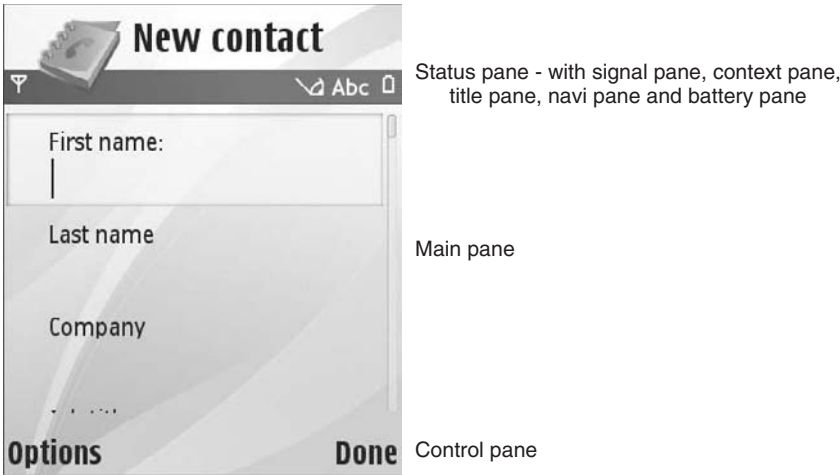 New contact
Abc
Status pane - with signal pane, context pane,
title pane, navi pane and battery pane
First name:
Last name
Main pane
Company
Options
Done
Control pane